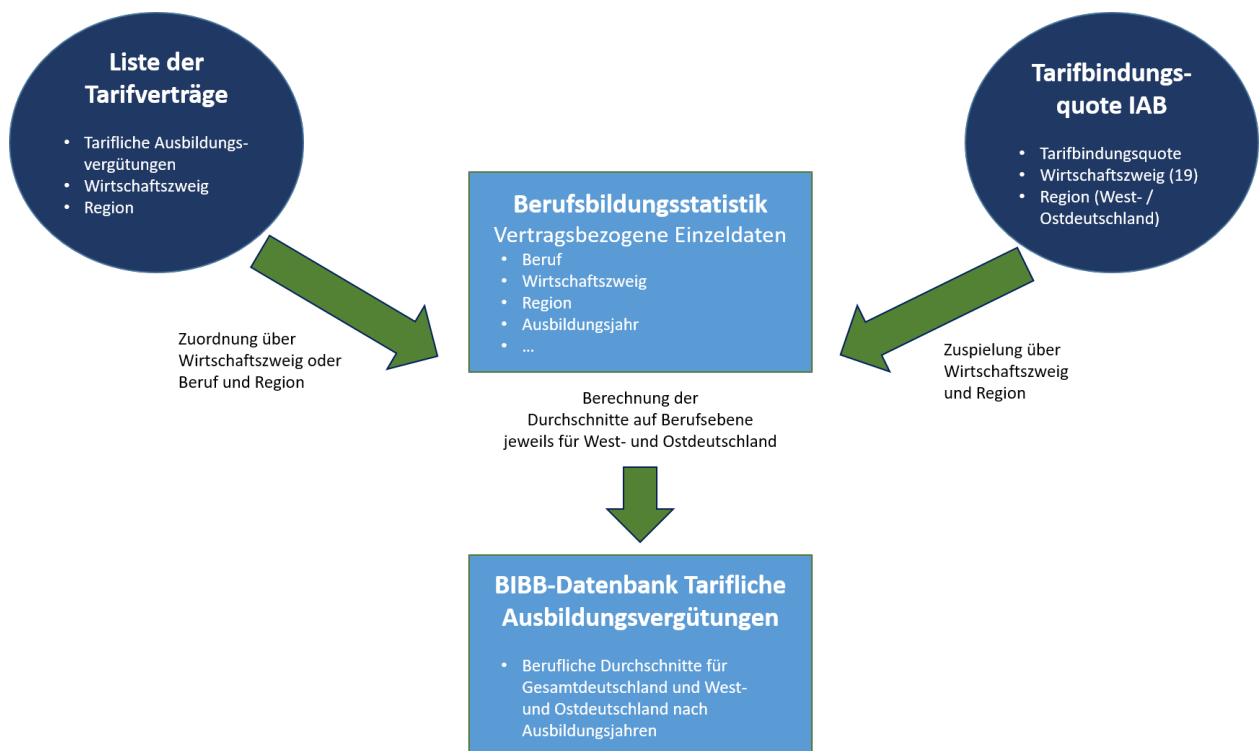 Liste der
Tarifverträge
• Tarifliche Ausbildungs-
vergütungen
• Wirtschaftszweig
• Region
Tarifbindungs-
quote IAB
• Tarifbindungsquote
• Wirtschaftszweig (19)
• Region (West- /
Ostdeutschland)
Berufsbildungsstatistik
Vertragsbezogene Einzeldaten
• Beruf
• Wirtschaftszweig
• Region
• Ausbildungsjahr
• ...
Zuordnung über
Wirtschaftszweig oder
Beruf und Region
Zuspielung über
Wirtschaftszweig
und Region
Berechnung der
Durchschnitte auf Berufsebene
jeweils für West- und Ostdeutschland
BIBB-Datenbank Tarifliche
Ausbildungsvergütungen
• Berufliche Durchschnitte für
Gesamtdeutschland und West-
und Ostdeutschland nach
Ausbildungsjahren